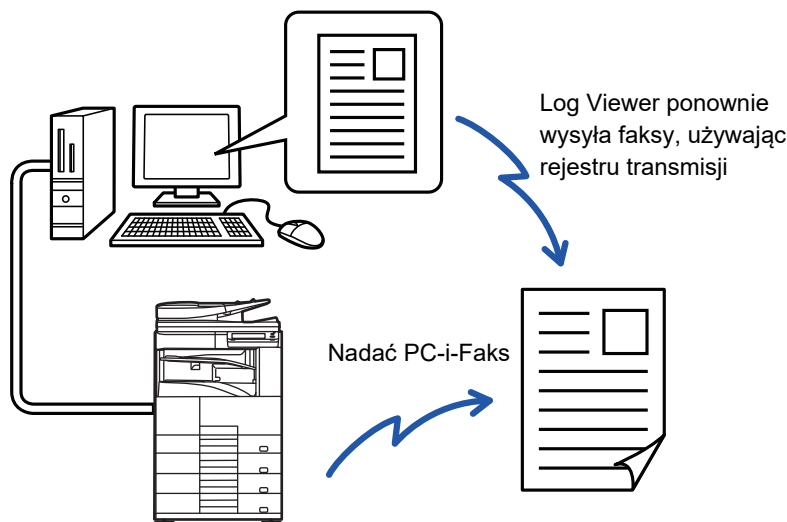 Log Viewer ponownie
wysyła faksy, używając
rejestru transmisji
Nadać PC-i-Faks